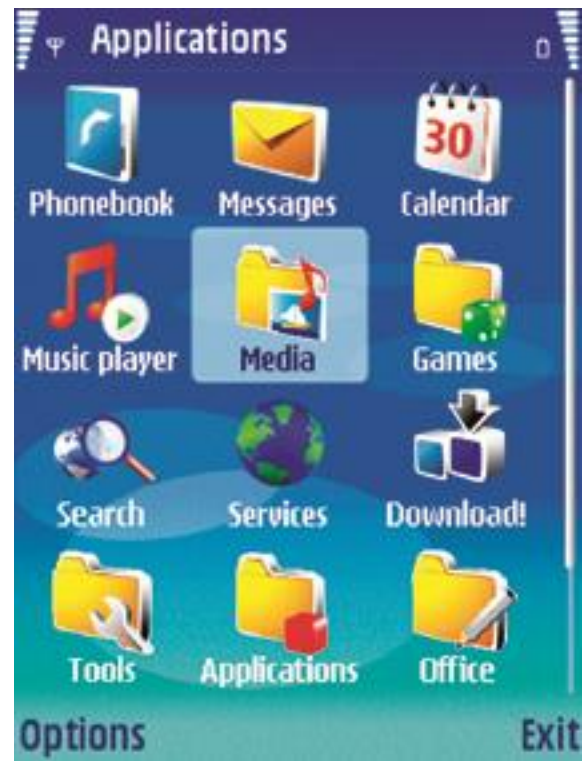 Applications
30
Phonebook Messages Calendar
Music player Media Games
Search Services Download!
Tools Applications Office
Options Exit